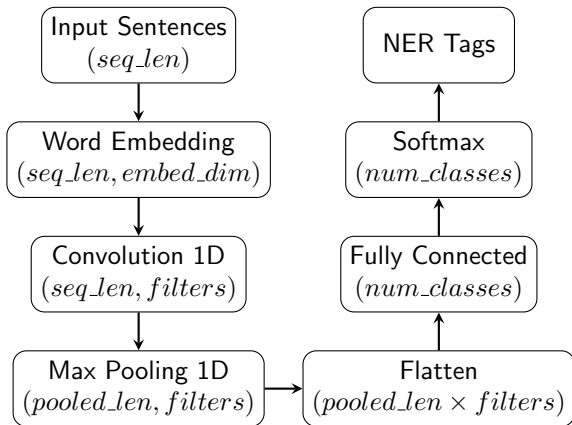 Input Sentences
(seq_len)
Word Embedding
(seq_len, embed_dim)
Convolution 1D
(seq_len, filters)
Max Pooling 1D
(pooled_len, filters)
Flatten
(pooled_len × filters)
Fully Connected
(num_classes)
Softmax
(num_classes)
NER Tags